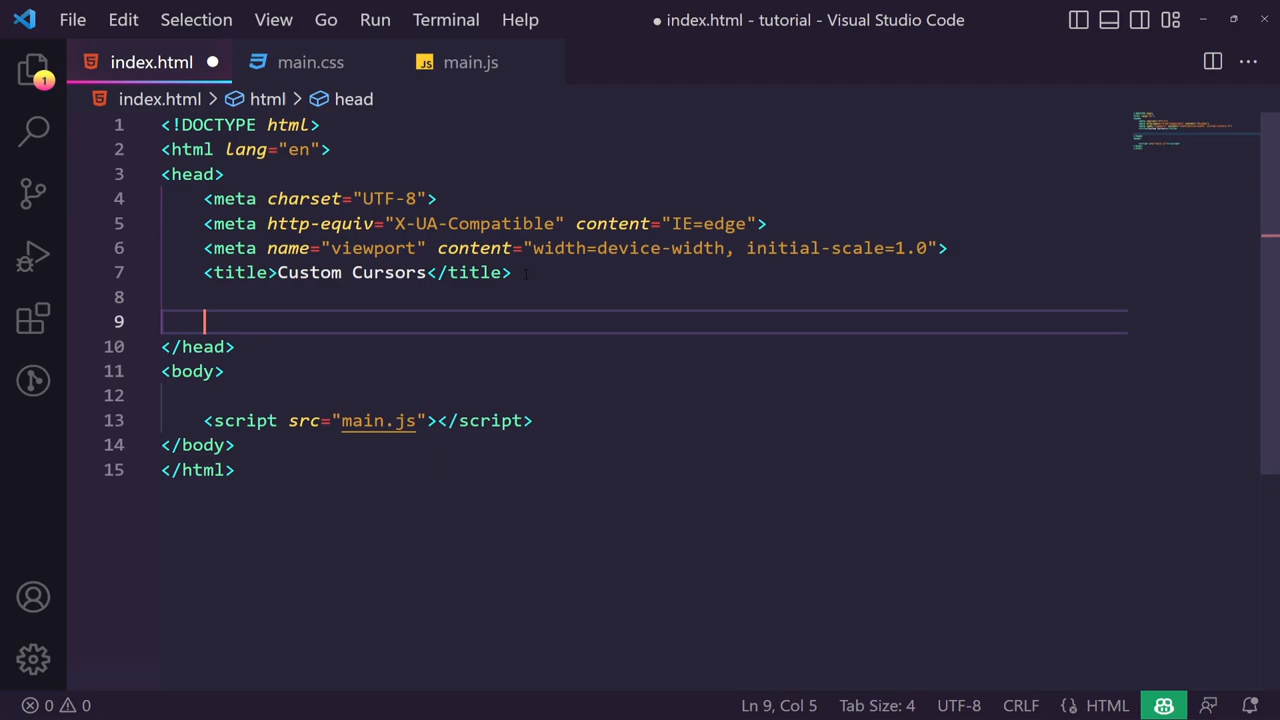 File Edit Selection View Go Run Terminal Help ● index.html - tutorial - Visual Studio Code
index.html ● main.css JS main.js
1
index.html > html > head
1 <!DOCTYPE html>
2 <html lang="en">
3 <head>
4     <meta charset="UTF-8">
5     <meta http-equiv="X-UA-Compatible" content="IE=edge">
6     <meta name="viewport" content="width=device-width, initial-scale=1.0">
7     <title>Custom Cursors</title>
8
9
10 </head>
11 <body>
12
13     <script src="main.js"></script>
14 </body>
15 </html>
0 0 Ln 9, Col 5 Tab Size: 4 UTF-8 CRLF HTML